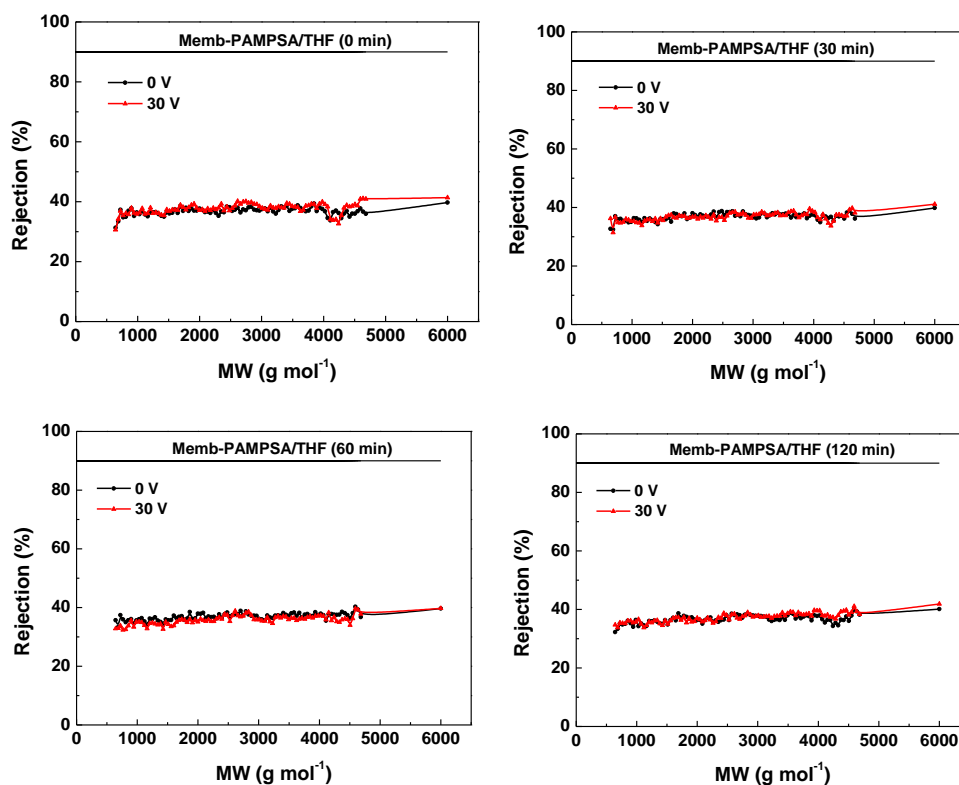 Memb-PAMPSA/THF (0 min)
0 V
30 V
Rejection (%)
100
80
60
40
20
0
0 1000 2000 3000 4000 5000 6000
MW (g mol⁻¹)
Memb-PAMPSA/THF (30 min)
0 V
30 V
Rejection (%)
100
80
60
40
20
0
0 1000 2000 3000 4000 5000 6000
MW (g mol⁻¹)
Memb-PAMPSA/THF (60 min)
0 V
30 V
Rejection (%)
100
80
60
40
20
0
0 1000 2000 3000 4000 5000 6000
MW (g mol⁻¹)
Memb-PAMPSA/THF (120 min)
0 V
30 V
Rejection (%)
100
80
60
40
20
0
0 1000 2000 3000 4000 5000 6000
MW (g mol⁻¹)